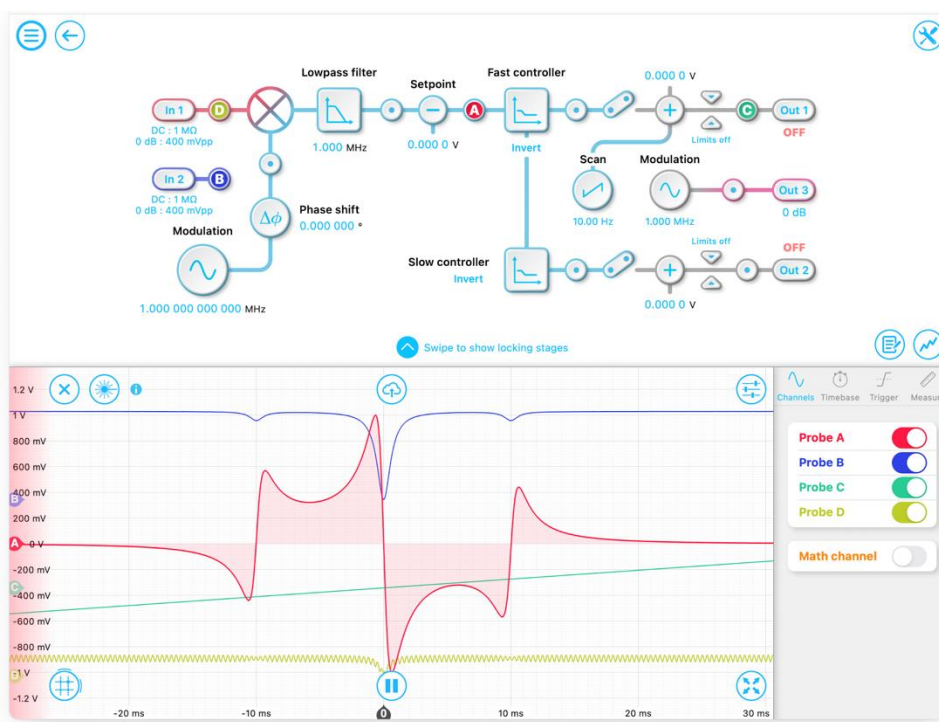 Lowpass filter
Setpoint
Fast controller
0.000 0 V
In 1
D
A
C
Out 1
DC : 1 MΩ
0 dB : 400 mVpp
1.000 MHz
0.000 0 V
Invert
Limits off
OFF
In 2
B
Scan
Modulation
Out 3
DC : 1 MΩ
0 dB : 400 mVpp
Δϕ
Phase shift
0.000 000 °
10.00 Hz
1.000 MHz
0 dB
Modulation
Slow controller
Invert
Limits off
OFF
Out 2
1.000 000 000 000 MHz
0.000 0 V
Swipe to show locking stages
1.2 V
1 V
800 mV
600 mV
400 mV
B
200 mV
A
0 V
-200 mV
C
-400 mV
-600 mV
-800 mV
-1 V
-1.2 V
-20 ms
-10 ms
0
10 ms
20 ms
30 ms
i
Channels
Timebase
Trigger
Measur
Probe A
Probe B
Probe C
Probe D
Math channel